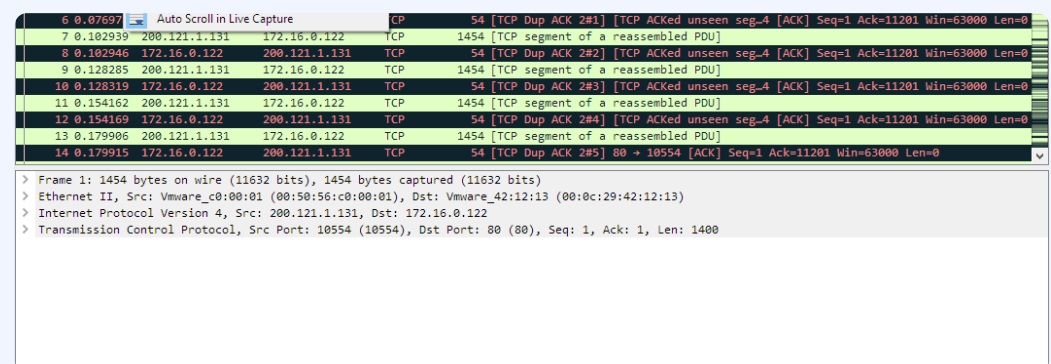 6 0.07697 Auto Scroll in Live Capture CP 54 [TCP Dup ACK 2#1] [TCP ACKed unseen seg…4 [ACK] Seq=1 Ack=11201 Win=63000 Len=0
7 0.102939 200.121.1.131 172.16.0.122 TCP 1454 [TCP segment of a reassembled PDU]
8 0.102946 172.16.0.122 200.121.1.131 TCP 54 [TCP Dup ACK 2#2] [TCP ACKed unseen seg…4 [ACK] Seq=1 Ack=11201 Win=63000 Len=0
9 0.128285 200.121.1.131 172.16.0.122 TCP 1454 [TCP segment of a reassembled PDU]
10 0.128319 172.16.0.122 200.121.1.131 TCP 54 [TCP Dup ACK 2#3] [TCP ACKed unseen seg…4 [ACK] Seq=1 Ack=11201 Win=63000 Len=0
11 0.154162 200.121.1.131 172.16.0.122 TCP 1454 [TCP segment of a reassembled PDU]
12 0.154169 172.16.0.122 200.121.1.131 TCP 54 [TCP Dup ACK 2#4] [TCP ACKed unseen seg…4 [ACK] Seq=1 Ack=11201 Win=63000 Len=0
13 0.179906 200.121.1.131 172.16.0.122 TCP 1454 [TCP segment of a reassembled PDU]
14 0.179915 172.16.0.122 200.121.1.131 TCP 54 [TCP Dup ACK 2#5] 80 → 10554 [ACK] Seq=1 Ack=11201 Win=63000 Len=0
Frame 1: 1454 bytes on wire (11632 bits), 1454 bytes captured (11632 bits)
Ethernet II, Src: Vmware_c0:00:01 (00:50:56:c0:00:01), Dst: Vmware_42:12:13 (00:0c:29:42:12:13)
Internet Protocol Version 4, Src: 200.121.1.131, Dst: 172.16.0.122
Transmission Control Protocol, Src Port: 10554 (10554), Dst Port: 80 (80), Seq: 1, Ack: 1, Len: 1400